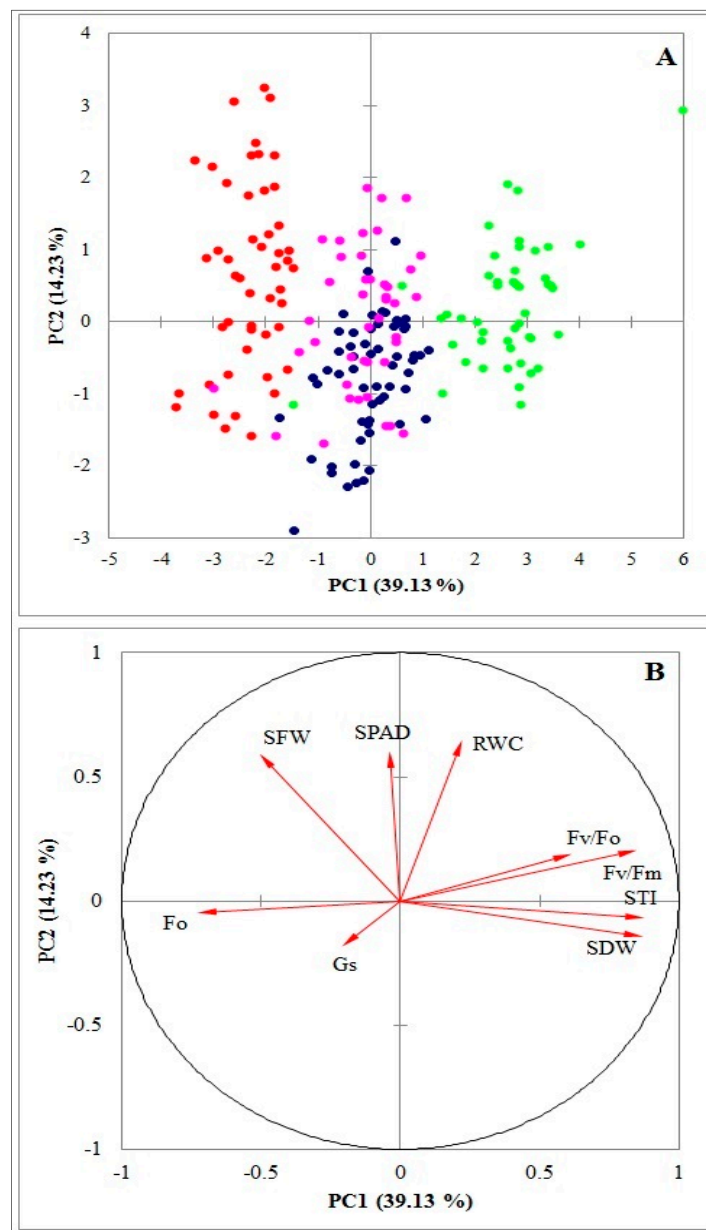 A
4
3
2
1
0
-1
-2
-3
PC2 (14.23 %)
-5 -4 -3 -2 -1 0 1 2 3 4 5 6
PC1 (39.13 %)
B
1
0.5
0
-0.5
-1
PC2 (14.23 %)
SFW
SPAD
RWC
Fv/Fo
Fv/Fm
STI
SDW
Fo
Gs
-1 -0.5 0 0.5 1
PC1 (39.13 %)